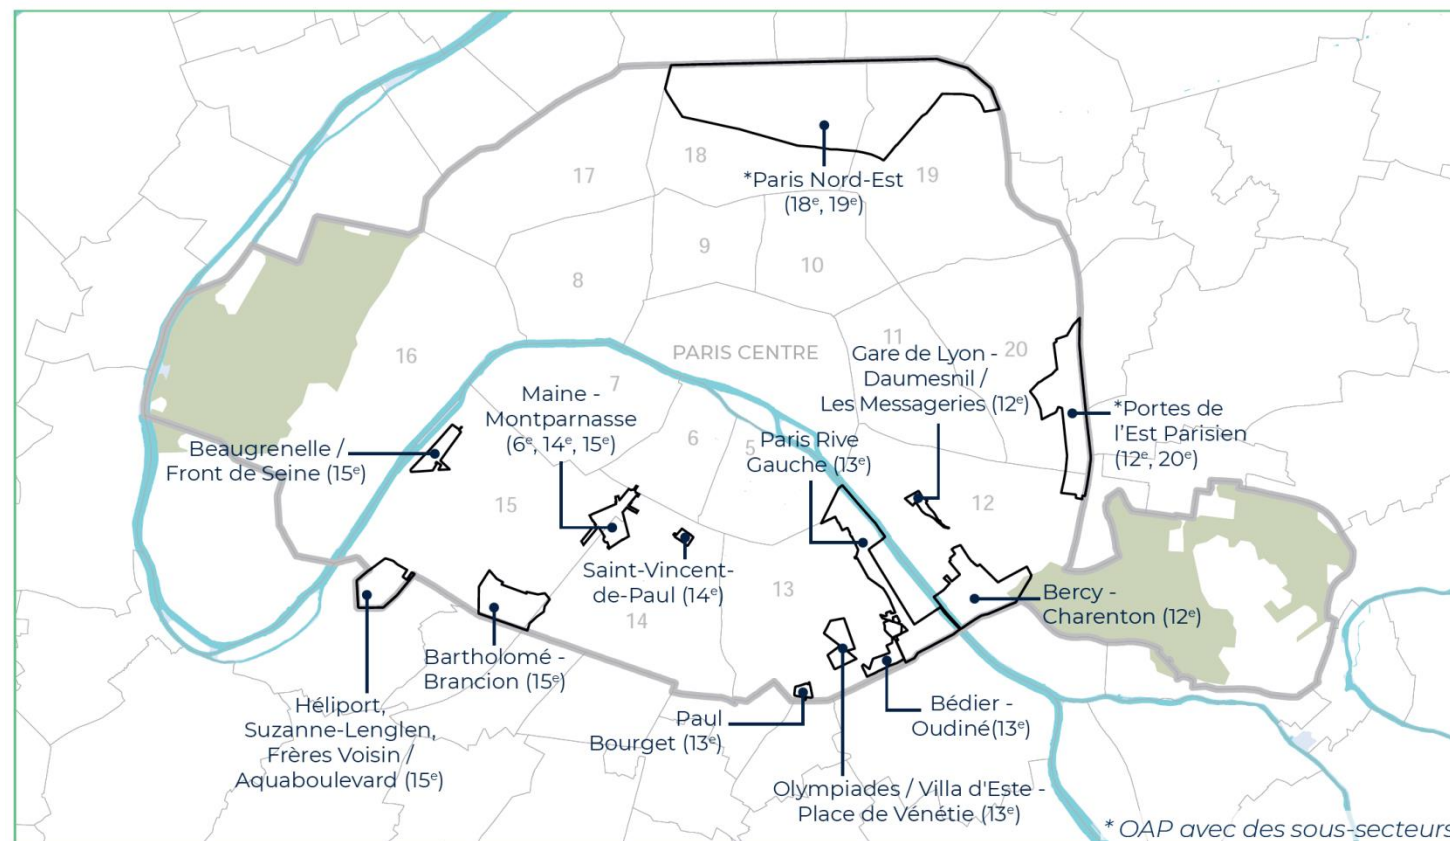 18
17
*Paris Nord-Est
(18ᵉ, 19ᵉ)
19
9
10
8
16
PARIS CENTRE
11
20
7
6
5
Gare de Lyon -
Daumesnil /
Les Messageries (12ᵉ)
Maine -
Montparnasse
(6ᵉ, 14ᵉ, 15ᵉ)
*Portes de
l'Est Parisien
(12ᵉ, 20ᵉ)
Beaugrenelle /
Front de Seine (15ᵉ)
Paris Rive
Gauche (13ᵉ)
15
12
Saint-Vincent-
de-Paul (14ᵉ)
13
14
Bercy -
Charenton (12ᵉ)
Bartholomé -
Brancion (15ᵉ)
Héliport,
Suzanne-Lenglen,
Frères Voisin /
Aquaboulevard (15ᵉ)
Paul
Bourget (13ᵉ)
Bédier -
Oudiné(13ᵉ)
Olympiades / Villa d'Este -
Place de Vénétie (13ᵉ)
* OAP avec des sous-secteurs